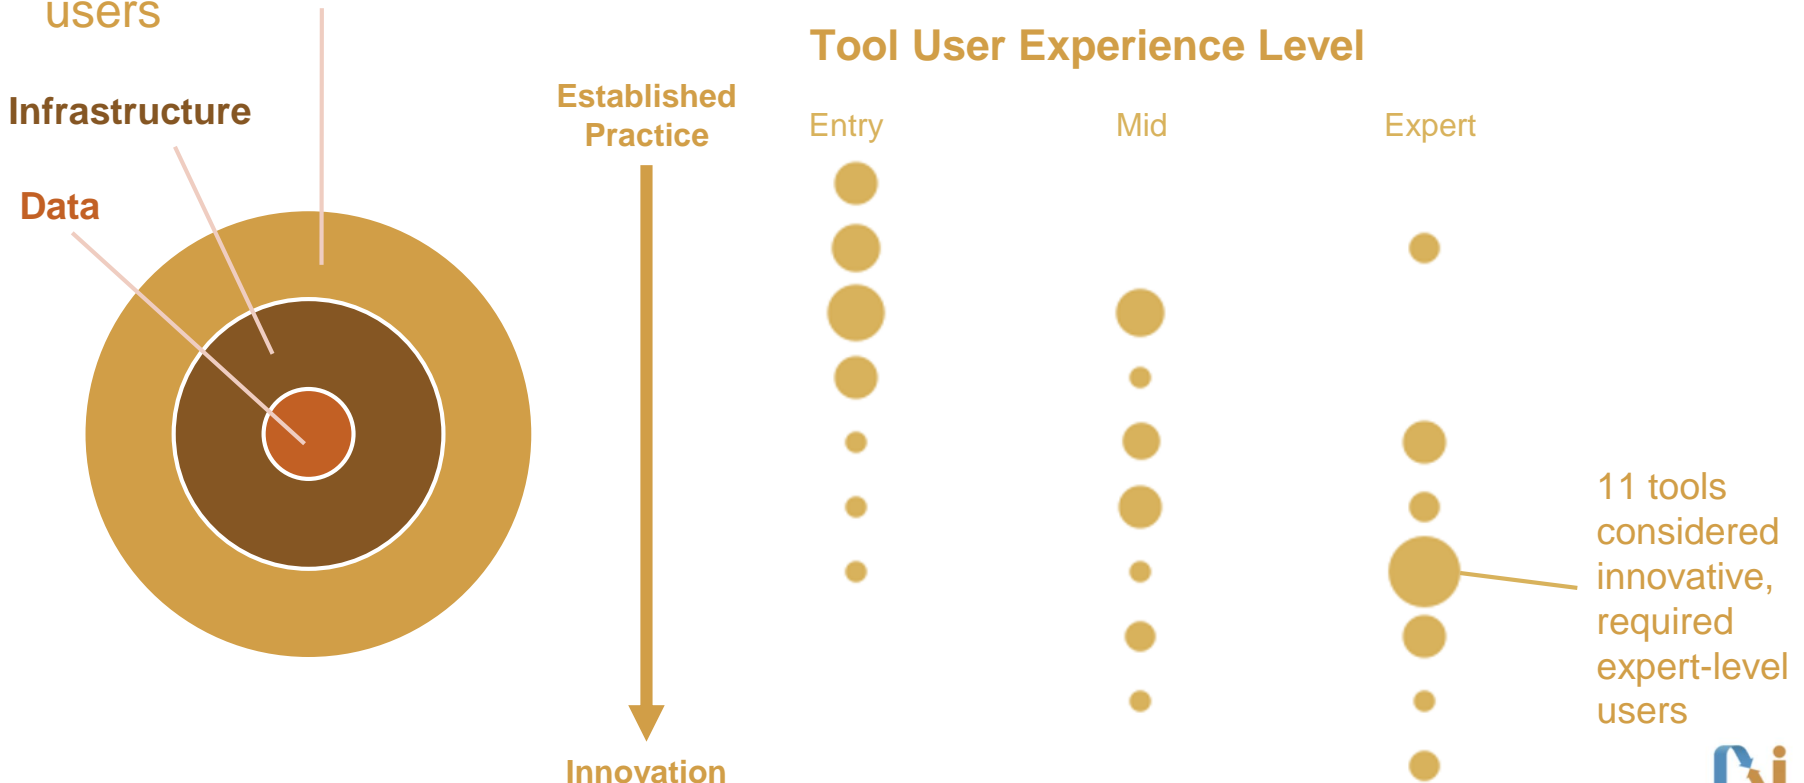 users
Infrastructure
Data
Tool User Experience Level
Established
Practice
Entry
Mid
Expert
11 tools
considered
innovative,
required
expert-level
users
Innovation